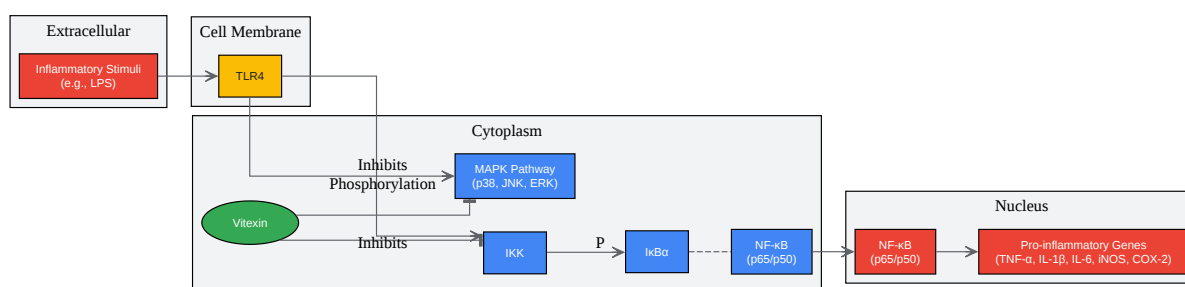 Extracellular
Inflammatory Stimuli
(e.g., LPS)
Cell Membrane
TLR4
Cytoplasm
Inhibits
Phosphorylation
MAPK Pathway
(p38, JNK, ERK)
Vitexin
Inhibits
IKK
P
IκBα
NF-κB
(p65/p50)
Nucleus
NF-κB
(p65/p50)
Pro-inflammatory Genes
(TNF-α, IL-1β, IL-6, iNOS, COX-2)